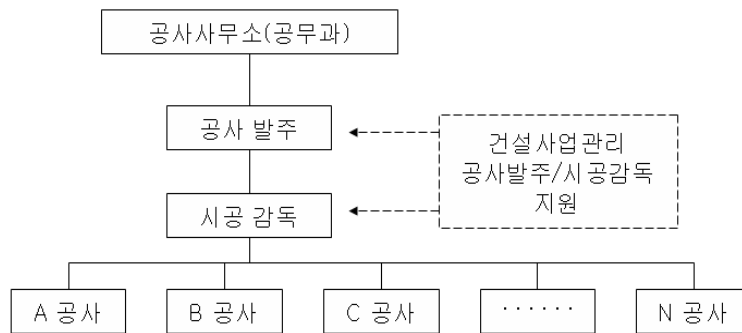 공사사무소(공무과)
공사 발주
건설사업관리
공사발주/시공감독
지원
시공 감독
A 공사
B 공사
C 공사
······
N 공사